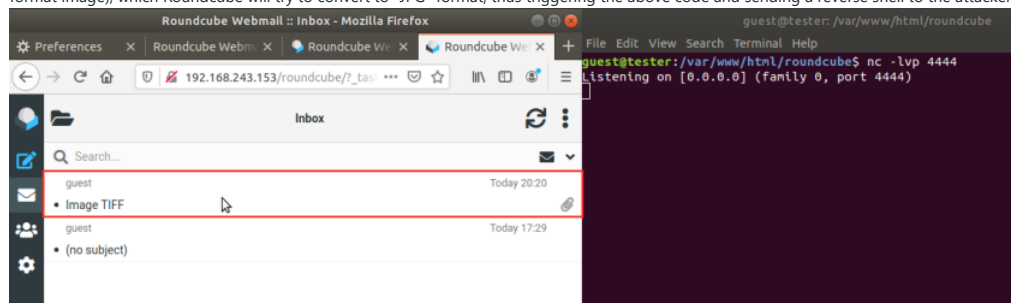 format image), which Roundcube will try to convert to "JPG" format, thus triggering the above code and sending a reverse shell to the attacker
Roundcube Webmail :: Inbox - Mozilla Firefox
Preferences × Roundcube Webm × Roundcube We × Roundcube We × +
192.168.243.153/roundcube/?_tas
Inbox
Search...
guest Today 20:20
• Image TIFF
guest Today 17:29
• (no subject)
guest@tester: /var/www/html/roundcube
File Edit View Search Terminal Help
guest@tester:/var/www/html/roundcube$ nc -lvp 4444
Listening on [0.0.0.0] (family 0, port 4444)